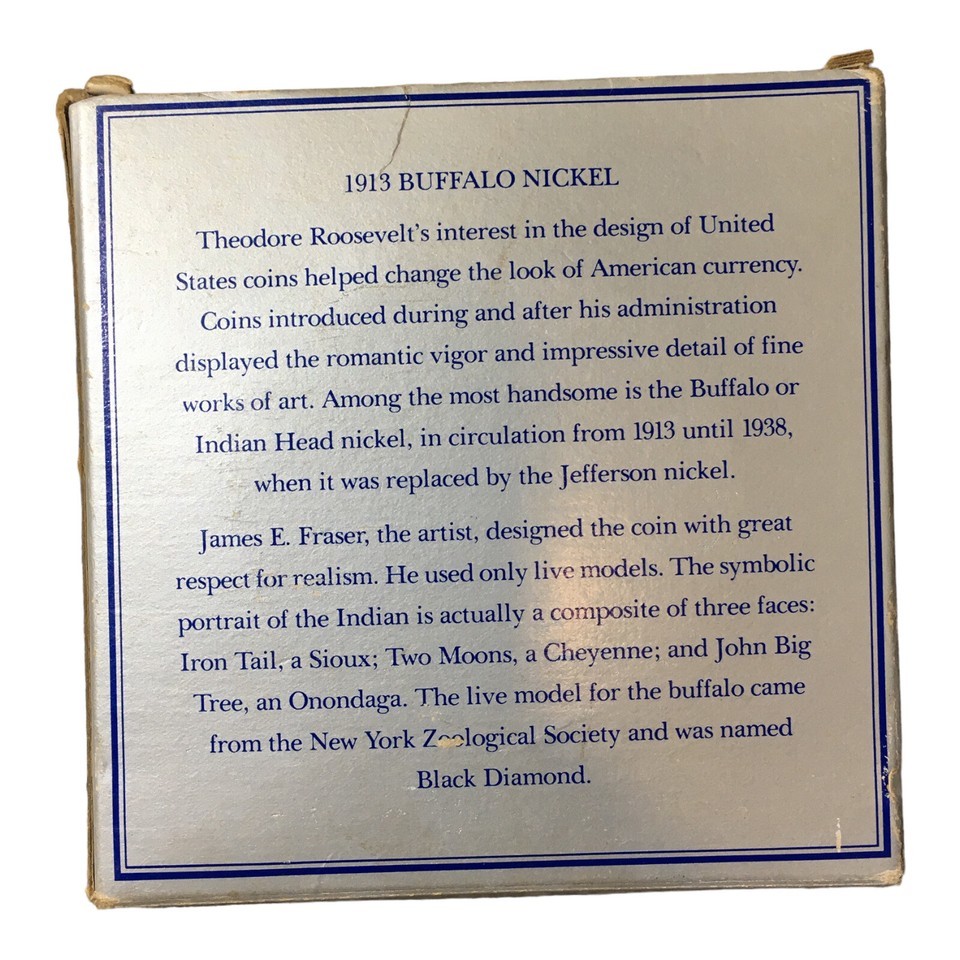 1913 BUFFALO NICKEL
Theodore Roosevelt's interest in the design of United
States coins helped change the look of American currency.
Coins introduced during and after his administration
displayed the romantic vigor and impressive detail of fine
works of art. Among the most handsome is the Buffalo or
Indian Head nickel, in circulation from 1913 until 1938,
when it was replaced by the Jefferson nickel.
James E. Fraser, the artist, designed the coin with great
respect for realism. He used only live models. The symbolic
portrait of the Indian is actually a composite of three faces:
Iron Tail, a Sioux; Two Moons, a Cheyenne; and John Big
Tree, an Onondaga. The live model for the buffalo came
from the New York Zoological Society and was named
Black Diamond.